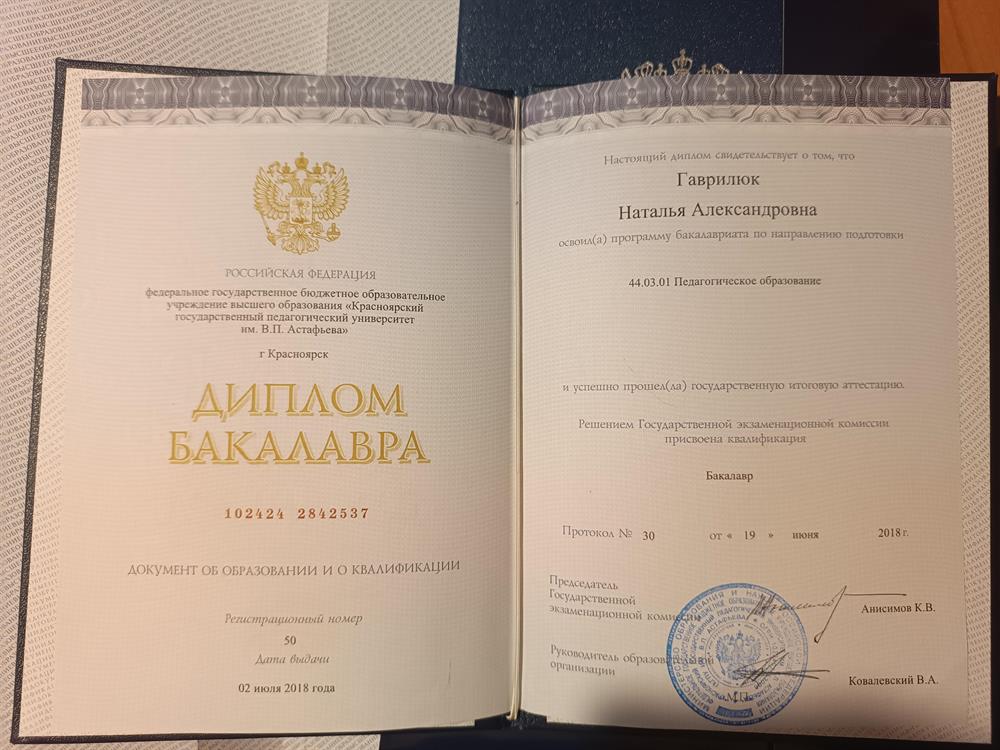 РОССИЙСКАЯ ФЕДЕРАЦИЯ
федеральное государственное бюджетное образовательное
учреждение высшего образования «Красноярский
государственный педагогический университет
им. В.П. Астафьева»
г Красноярск
ДИПЛОМ
БАКАЛАВРА
102424 2842537
ДОКУМЕНТ ОБ ОБРАЗОВАНИИ И О КВАЛИФИКАЦИИ
Регистрационный номер
50
Дата выдачи
02 июля 2018 года
Настоящий диплом свидетельствует о том, что
Гаврилюк
Наталья Александровна
освоил(а) программу бакалавриата по направлению подготовки
44.03.01 Педагогическое образование
и успешно прошел(ла) государственную итоговую аттестацию.
Решением Государственной экзаменационной комиссии
присвоена квалификация
Бакалавр
Протокол № 30 от « 19 » июня 2018 г.
Председатель
Государственной
экзаменационной комиссии
Анисимов К.В.
Руководитель образовательной
организации
Ковалевский В.А.
М.П.